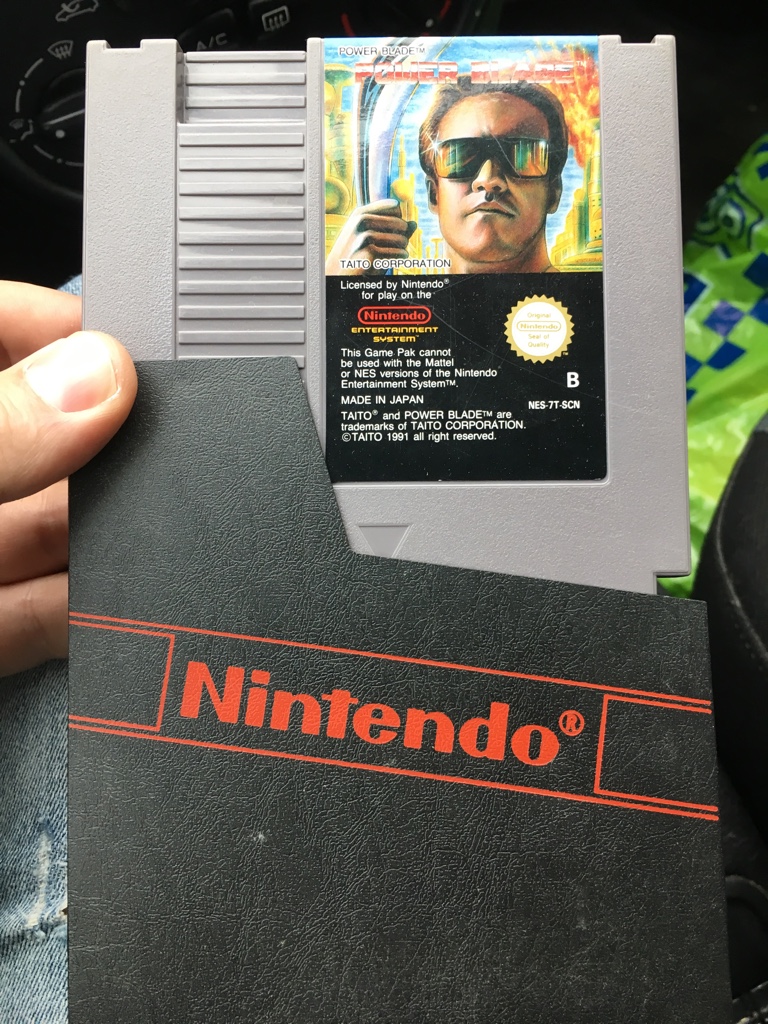 A/C
POWER BLADE™
POWER BLADE™
TAITO CORPORATION
Licensed by Nintendo®
for play on the
Nintendo
ENTERTAINMENT
SYSTEM™
Original
Nintendo
Seal of
Quality
TM
This Game Pak cannot
be used with the Mattel
or NES versions of the Nintendo
Entertainment System™.
B
MADE IN JAPAN
NES-7T-SCN
TAITO® and POWER BLADE™ are
trademarks of TAITO CORPORATION.
©TAITO 1991 all right reserved.
Nintendo®